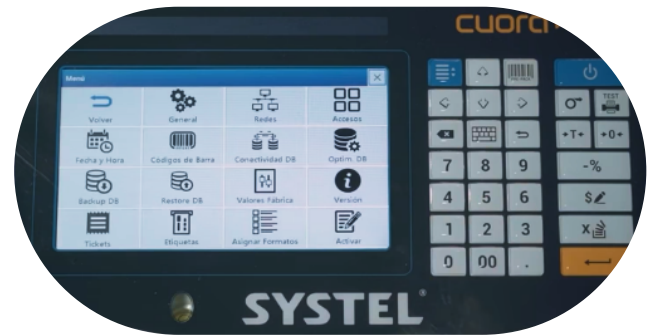 CUORA
Menú
Volver General Redes Accesos
Fecha y Hora Codigos de Barra Conectividad DB Optim. DB
Backup DB Restore DB Valores Fábrica Versión
Tickets Etiquetas Asignar Formatos Activar
TEST
+T+ +0+
7 8 9 -%
4 5 6 $
1 2 3 X
0 00 .
SYSTEL®